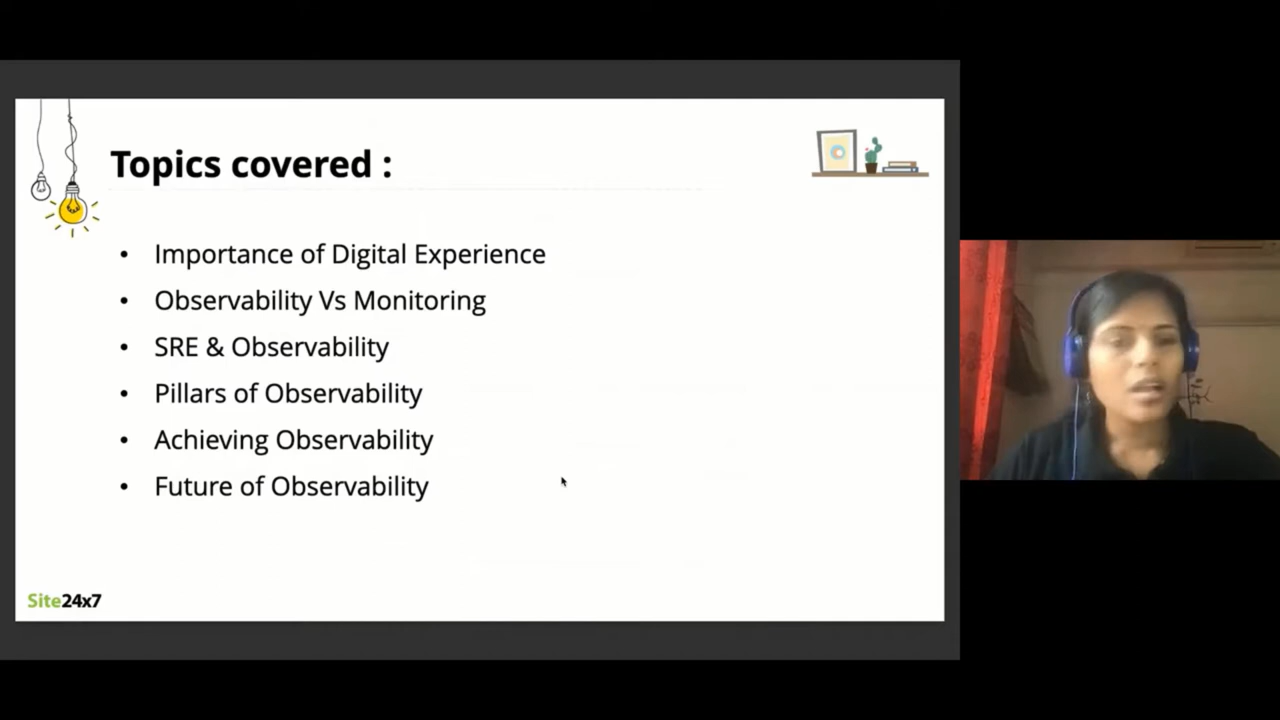 Topics covered :
• Importance of Digital Experience
• Observability Vs Monitoring
• SRE & Observability
• Pillars of Observability
• Achieving Observability
• Future of Observability
Site24x7